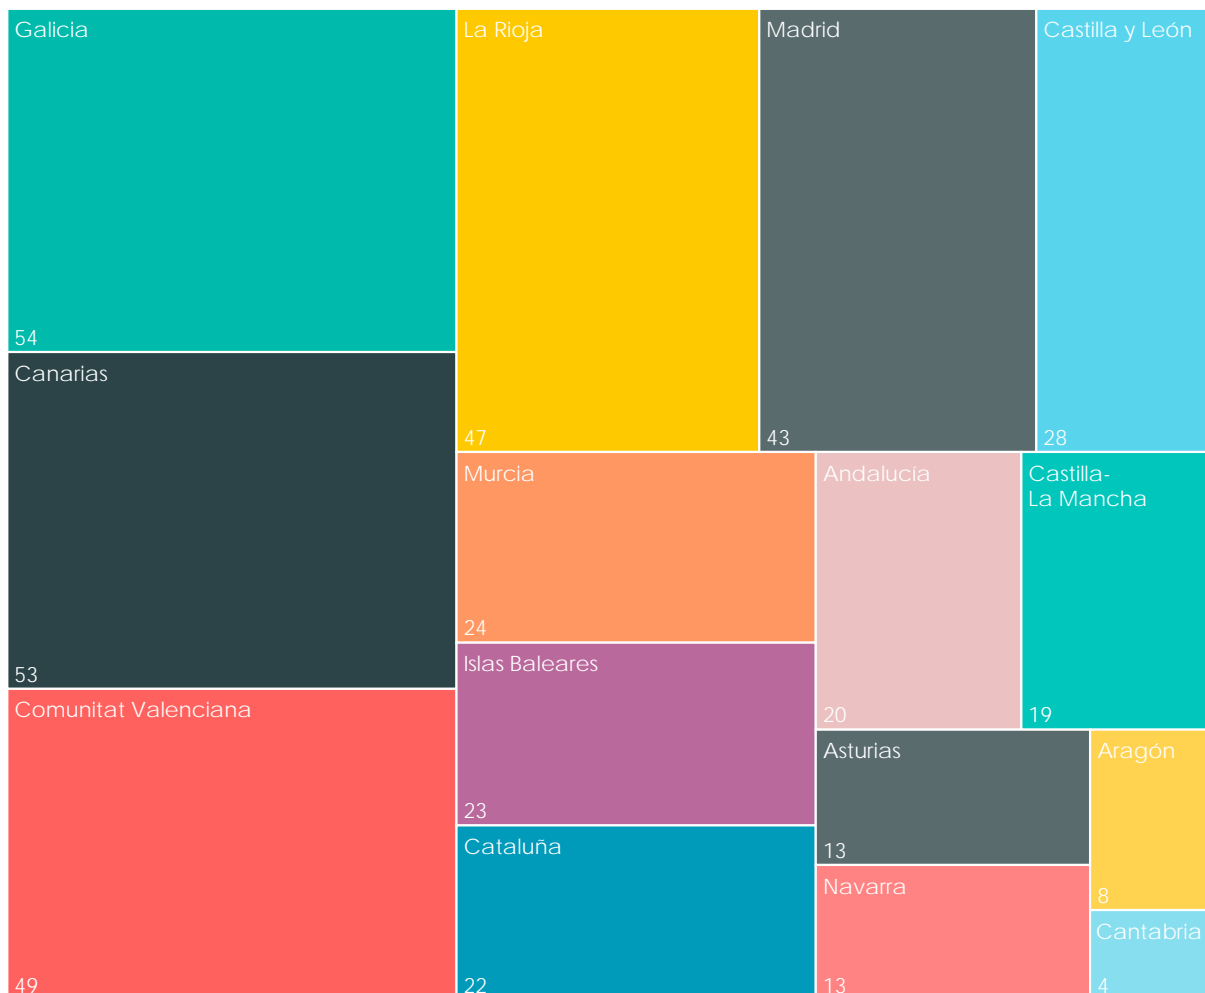 Galicia
54
Canarias
53
Comunitat Valenciana
49
La Rioja
47
Madrid
43
Castilla y León
28
Murcia
24
Islas Baleares
23
Cataluña
22
Andalucía
20
Castilla-
La Mancha
19
Asturias
13
Navarra
13
Aragón
8
Cantabria
4